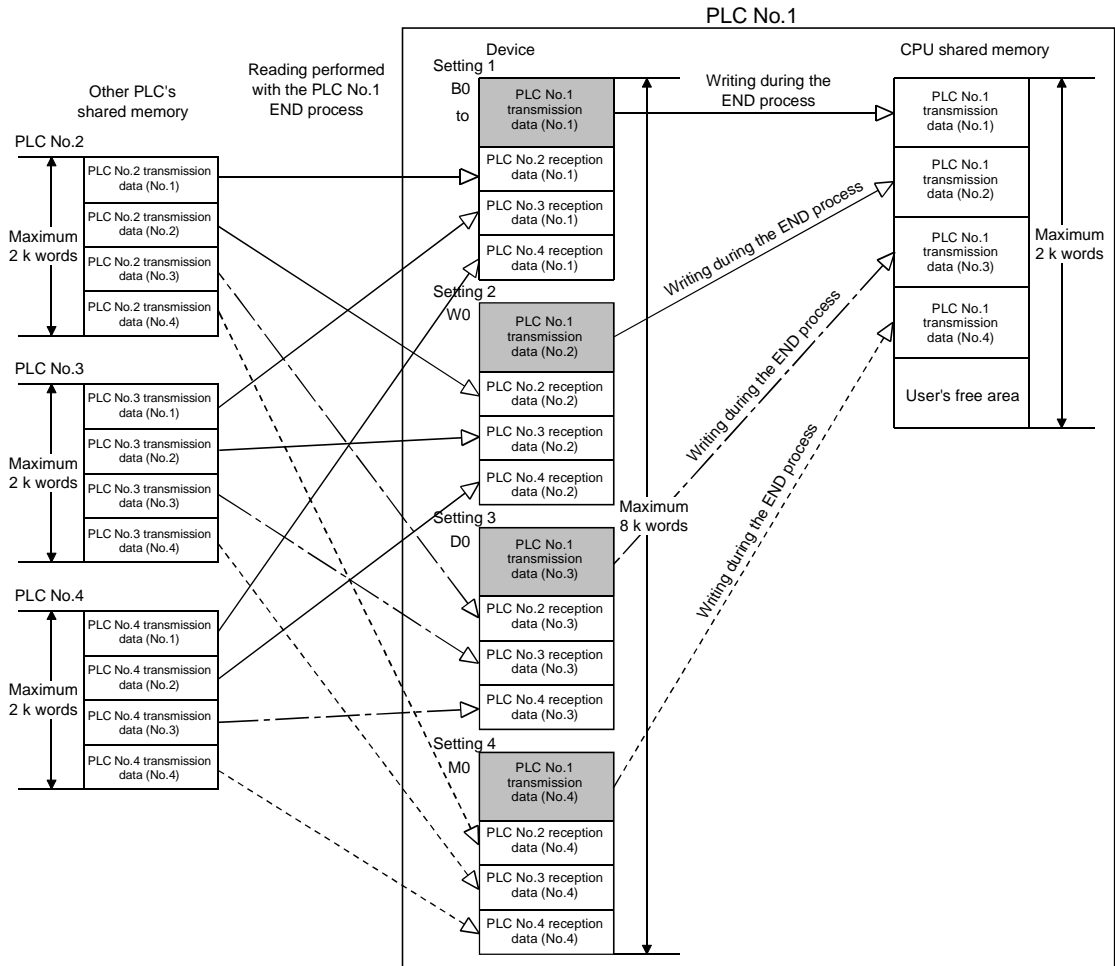 PLC No.1
Other PLC's
shared memory
Reading performed
with the PLC No.1
END process
PLC No.2
Maximum
2 k words
PLC No.2 transmission
data (No.1)
PLC No.2 transmission
data (No.2)
PLC No.2 transmission
data (No.3)
PLC No.2 transmission
data (No.4)
PLC No.3
Maximum
2 k words
PLC No.3 transmission
data (No.1)
PLC No.3 transmission
data (No.2)
PLC No.3 transmission
data (No.3)
PLC No.3 transmission
data (No.4)
PLC No.4
Maximum
2 k words
PLC No.4 transmission
data (No.1)
PLC No.4 transmission
data (No.2)
PLC No.4 transmission
data (No.3)
PLC No.4 transmission
data (No.4)
Device
Setting 1
B0
to
PLC No.1
transmission
data (No.1)
PLC No.2 reception
data (No.1)
PLC No.3 reception
data (No.1)
PLC No.4 reception
data (No.1)
Setting 2
W0
PLC No.1
transmission
data (No.2)
PLC No.2 reception
data (No.2)
PLC No.3 reception
data (No.2)
PLC No.4 reception
data (No.2)
Setting 3
D0
PLC No.1
transmission
data (No.3)
PLC No.2 reception
data (No.3)
PLC No.3 reception
data (No.3)
PLC No.4 reception
data (No.3)
Setting 4
M0
PLC No.1
transmission
data (No.4)
PLC No.2 reception
data (No.4)
PLC No.3 reception
data (No.4)
PLC No.4 reception
data (No.4)
Maximum
8 k words
Writing during the
END process
Writing during the END process
Writing during the END process
Writing during the END process
CPU shared memory
PLC No.1
transmission
data (No.1)
PLC No.1
transmission
data (No.2)
PLC No.1
transmission
data (No.3)
PLC No.1
transmission
data (No.4)
User's free area
Maximum
2 k words